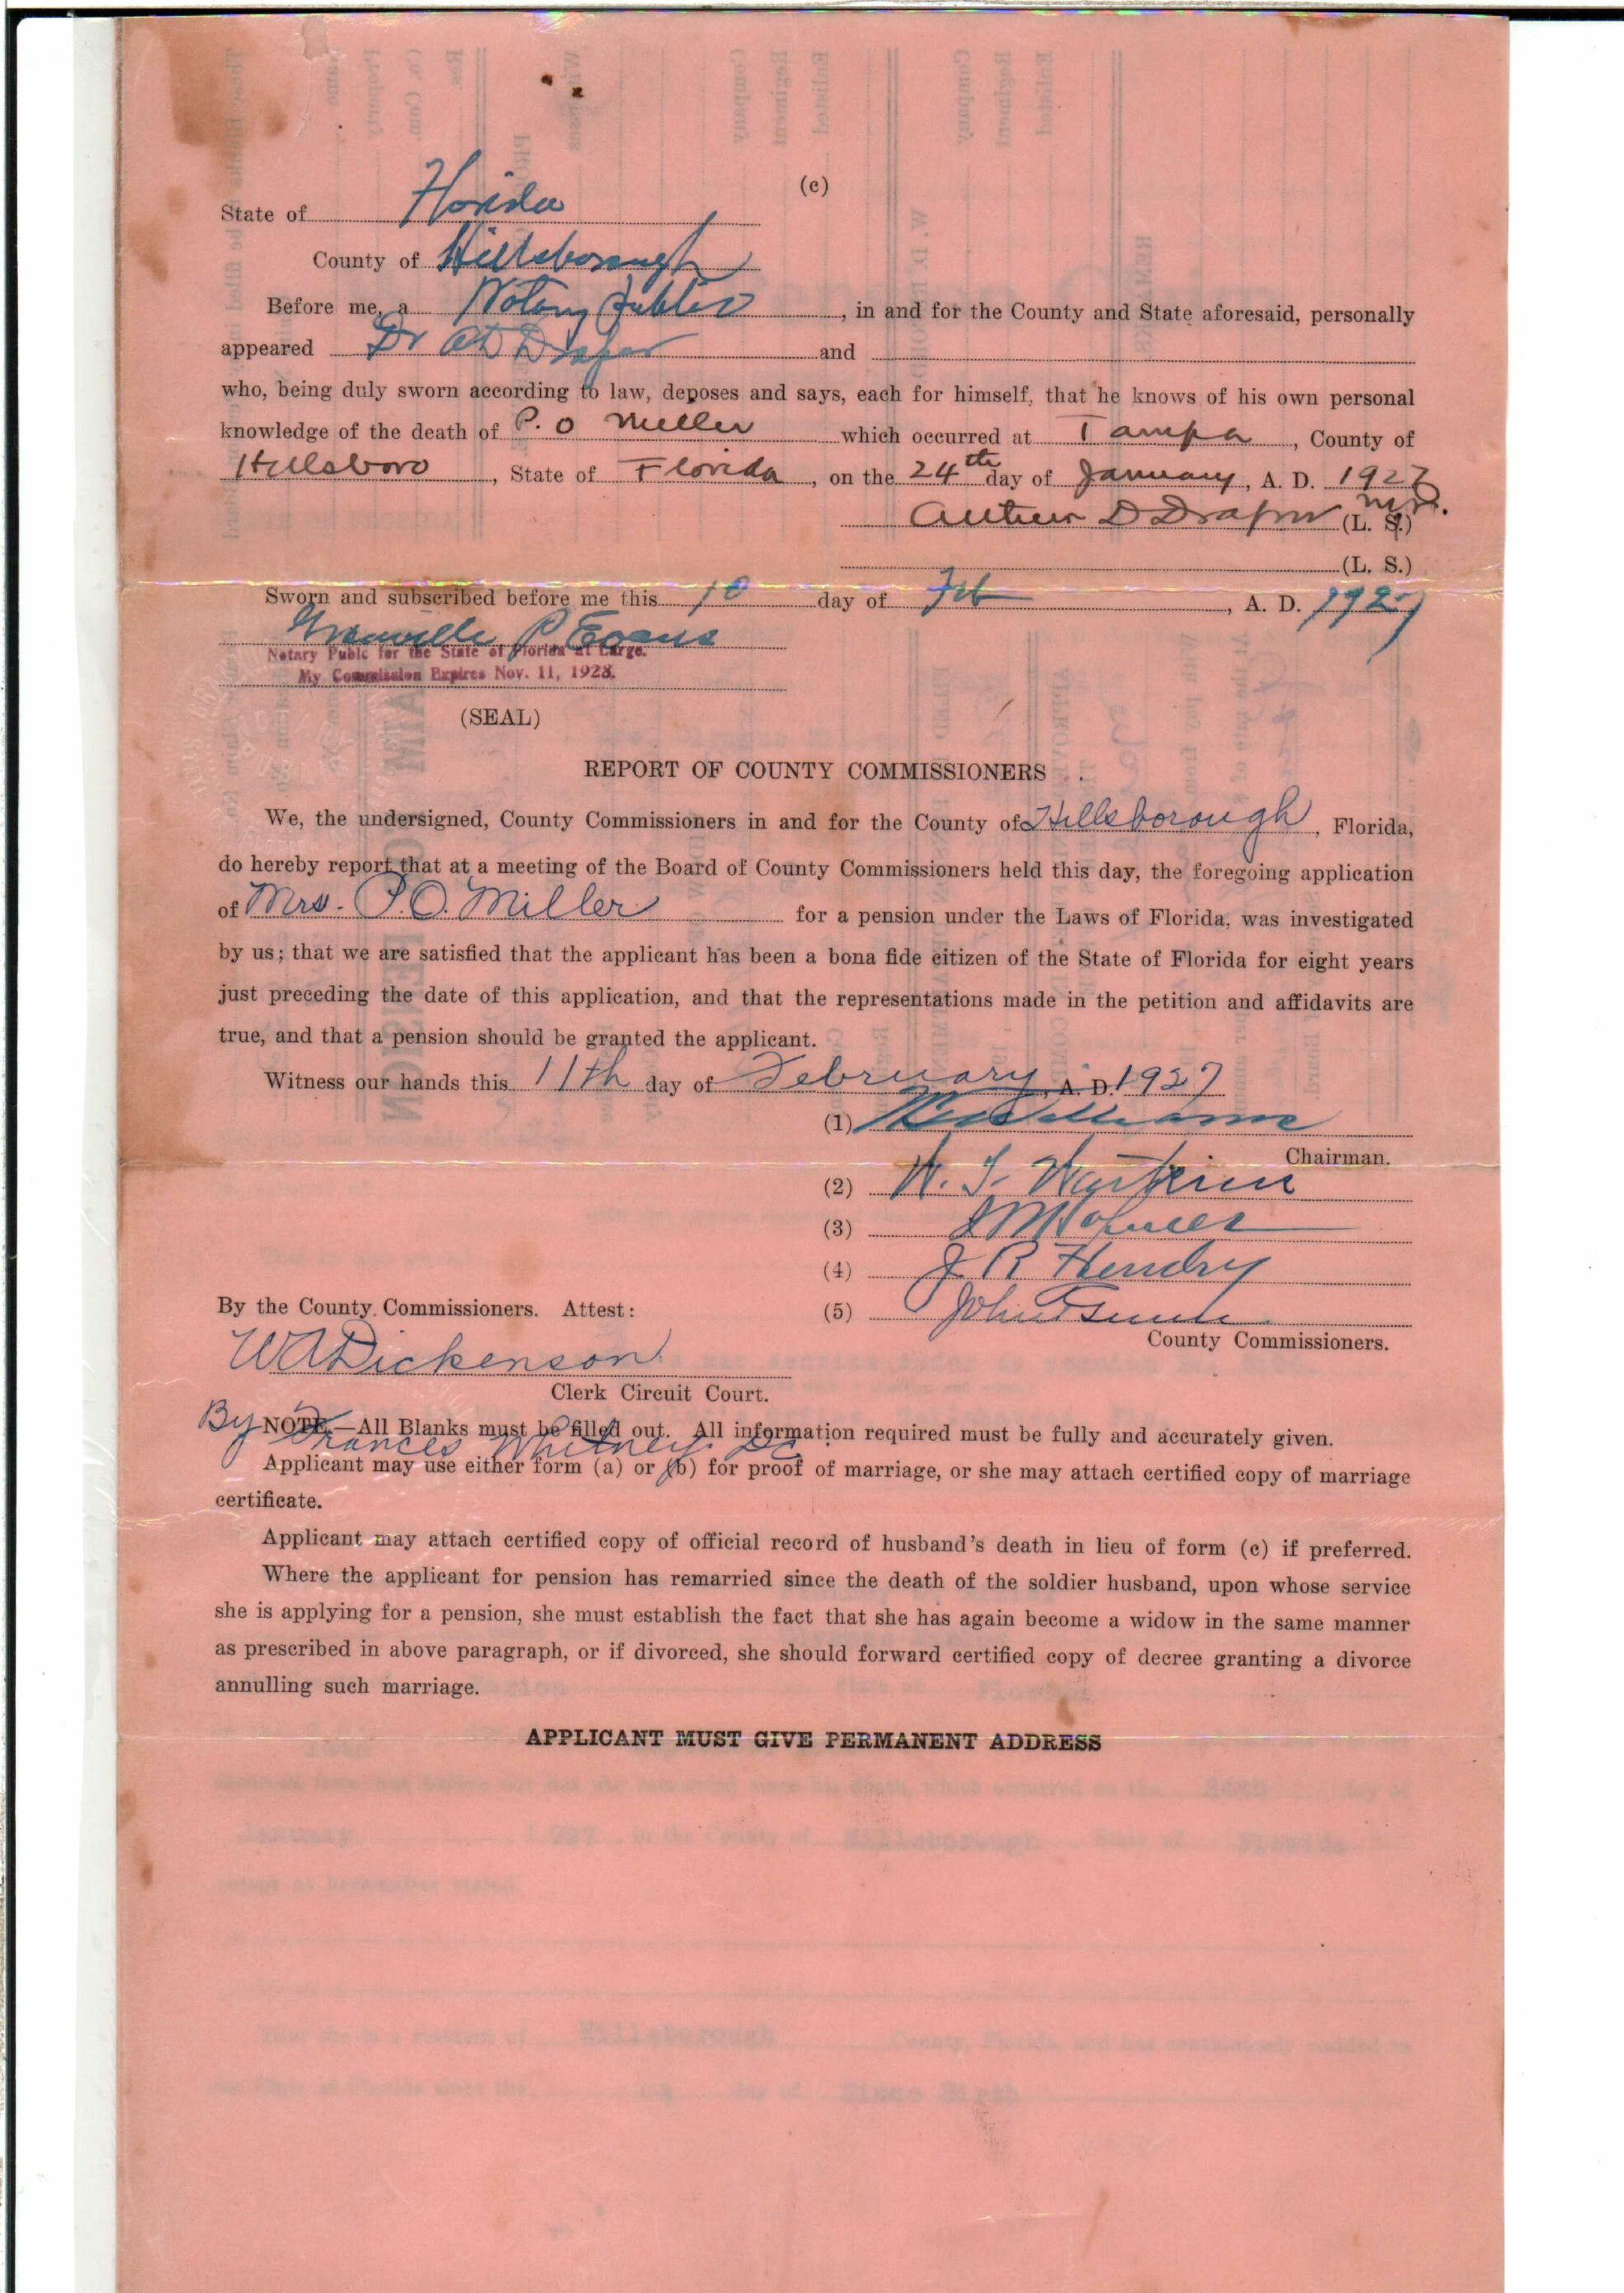 (c)
State of Florida
County of Hillsborough
Before me, a Notary Public, in and for the County and State aforesaid, personally
appeared Dr A D Draper and
who, being duly sworn according to law, deposes and says, each for himself, that he knows of his own personal
knowledge of the death of P. O Miller which occurred at Tampa, County of
Hillsboro, State of Florida, on the 24th day of January, A. D. 1927
Arthur D Draper M.D. (L. S.)
(L. S.)
Sworn and subscribed before me this 10 day of Feb, A. D. 1927
Granville P Evans
Notary Public for the State of Florida at Large.
My Commission Expires Nov. 11, 1928.
(SEAL)
REPORT OF COUNTY COMMISSIONERS
We, the undersigned, County Commissioners in and for the County of Hillsborough, Florida,
do hereby report that at a meeting of the Board of County Commissioners held this day, the foregoing application
of Mrs. P.O. Miller for a pension under the Laws of Florida, was investigated
by us; that we are satisfied that the applicant has been a bona fide citizen of the State of Florida for eight years
just preceding the date of this application, and that the representations made in the petition and affidavits are
true, and that a pension should be granted the applicant.
Witness our hands this 11th day of February, A. D. 1927
(1) Williams
Chairman.
(2) W. T. Watkins
(3)
(4) J R Hendry
(5) John
By the County Commissioners. Attest:
County Commissioners.
W A Dickenson
Clerk Circuit Court.
By Frances Whitney DC
NOTE.—All Blanks must be filled out. All information required must be fully and accurately given.
Applicant may use either form (a) or (b) for proof of marriage, or she may attach certified copy of marriage
certificate.
Applicant may attach certified copy of official record of husband's death in lieu of form (c) if preferred.
Where the applicant for pension has remarried since the death of the soldier husband, upon whose service
she is applying for a pension, she must establish the fact that she has again become a widow in the same manner
as prescribed in above paragraph, or if divorced, she should forward certified copy of decree granting a divorce
annulling such marriage.
APPLICANT MUST GIVE PERMANENT ADDRESS